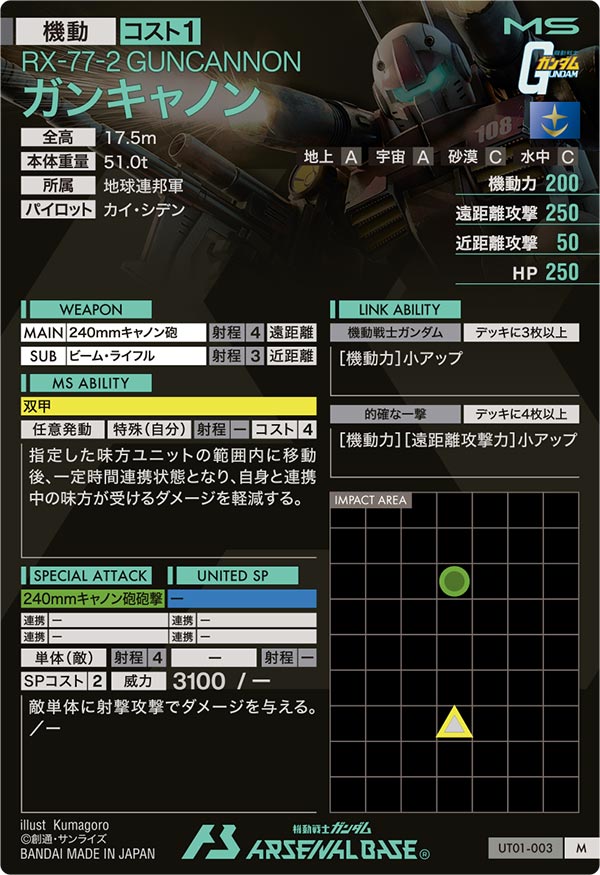 機動 コスト1
MS
RX-77-2 GUNCANNON
機動戦士 ガンダム GUNDAM
ガンキャノン
108
全高 17.5m
本体重量 51.0t
所属 地球連邦軍
パイロット カイ・シデン
地上 A 宇宙 A 砂漠 C 水中 C
機動力 200
遠距離攻撃 250
近距離攻撃 50
HP 250
WEAPON
MAIN 240mmキャノン砲 射程 4 遠距離
SUB ビーム・ライフル 射程 3 近距離
MS ABILITY
双甲
任意発動 特殊(自分) 射程 ー コスト 4
指定した味方ユニットの範囲内に移動
後、一定時間連携状態となり、自身と連携
中の味方が受けるダメージを軽減する。
LINK ABILITY
機動戦士ガンダム デッキに3枚以上
[機動力]小アップ
的確な一撃 デッキに4枚以上
[機動力][遠距離攻撃力]小アップ
IMPACT AREA
SPECIAL ATTACK UNITED SP
240mmキャノン砲砲撃 ー
連携 ー 連携 ー
連携 ー 連携 ー
単体(敵) 射程 4 ー 射程 ー
SPコスト 2 威力 3100 / ー
敵単体に射撃攻撃でダメージを与える。
/ー
illust Kumagoro
©創通・サンライズ
BANDAI MADE IN JAPAN
機動戦士ガンダム
AB ARSENAL BASE®
UT01-003 M